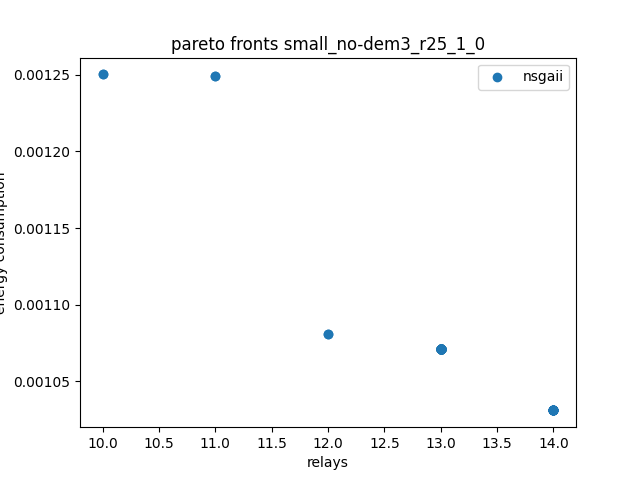 pareto fronts small_no-dem3_r25_1_0
nsgaii
0.00125
0.00120
0.00115
0.00110
0.00105
energy consumption
10.0 10.5 11.0 11.5 12.0 12.5 13.0 13.5 14.0
relays